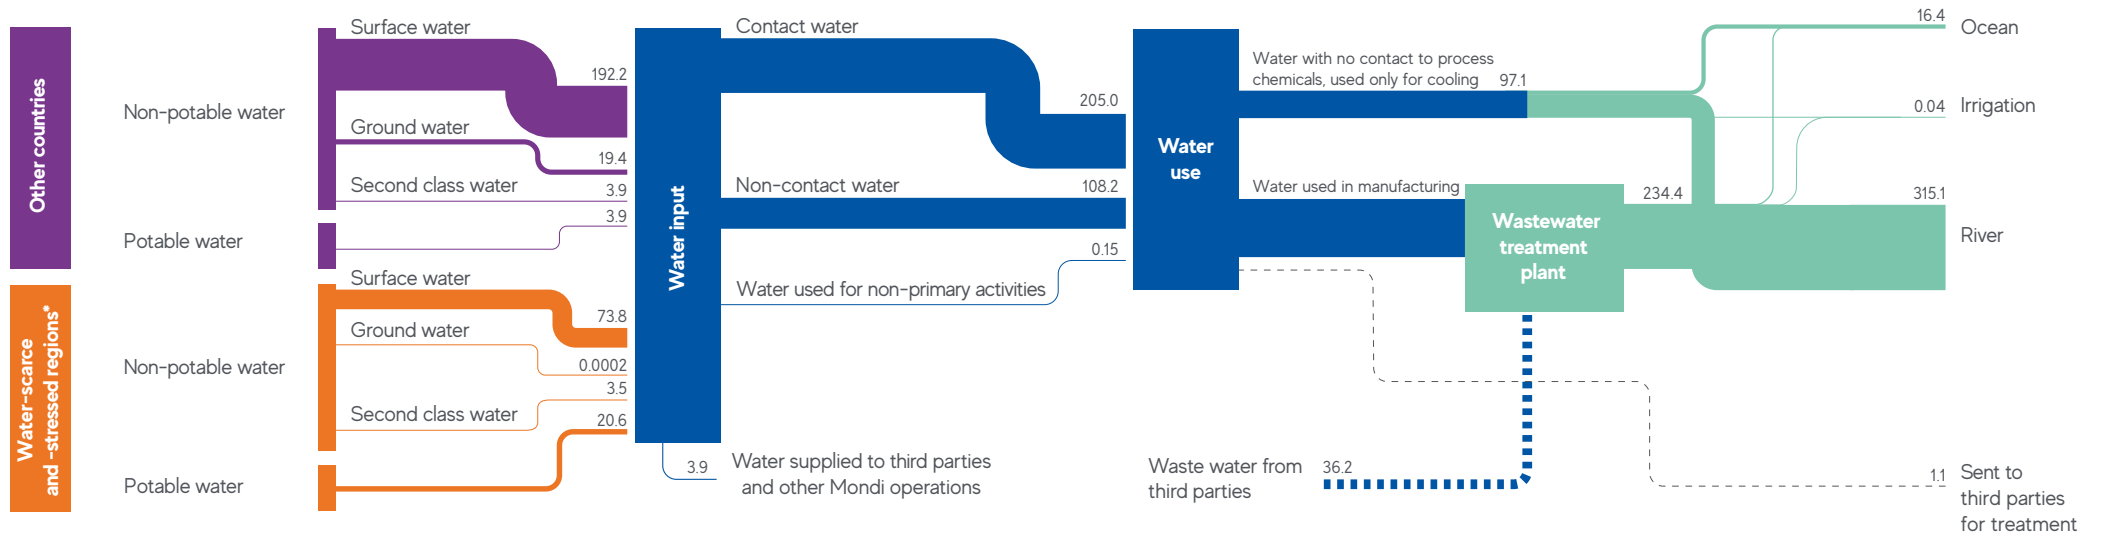 Other countries
Non-potable water
Surface water
192.2
Ground water
19.4
Second class water
3.9
Potable water
3.9
Water-scarce
and -stressed regions*
Non-potable water
Surface water
73.8
Ground water
0.0002
Second class water
3.5
Potable water
20.6
Water input
Contact water
205.0
Non-contact water
108.2
Water used for non-primary activities
0.15
3.9
Water supplied to third parties
and other Mondi operations
Water
use
Water with no contact to process
chemicals, used only for cooling
97.1
Water used in manufacturing
Wastewater
treatment
plant
234.4
Waste water from
third parties
36.2
16.4
Ocean
0.04
Irrigation
315.1
River
1.1
Sent to
third parties
for treatment